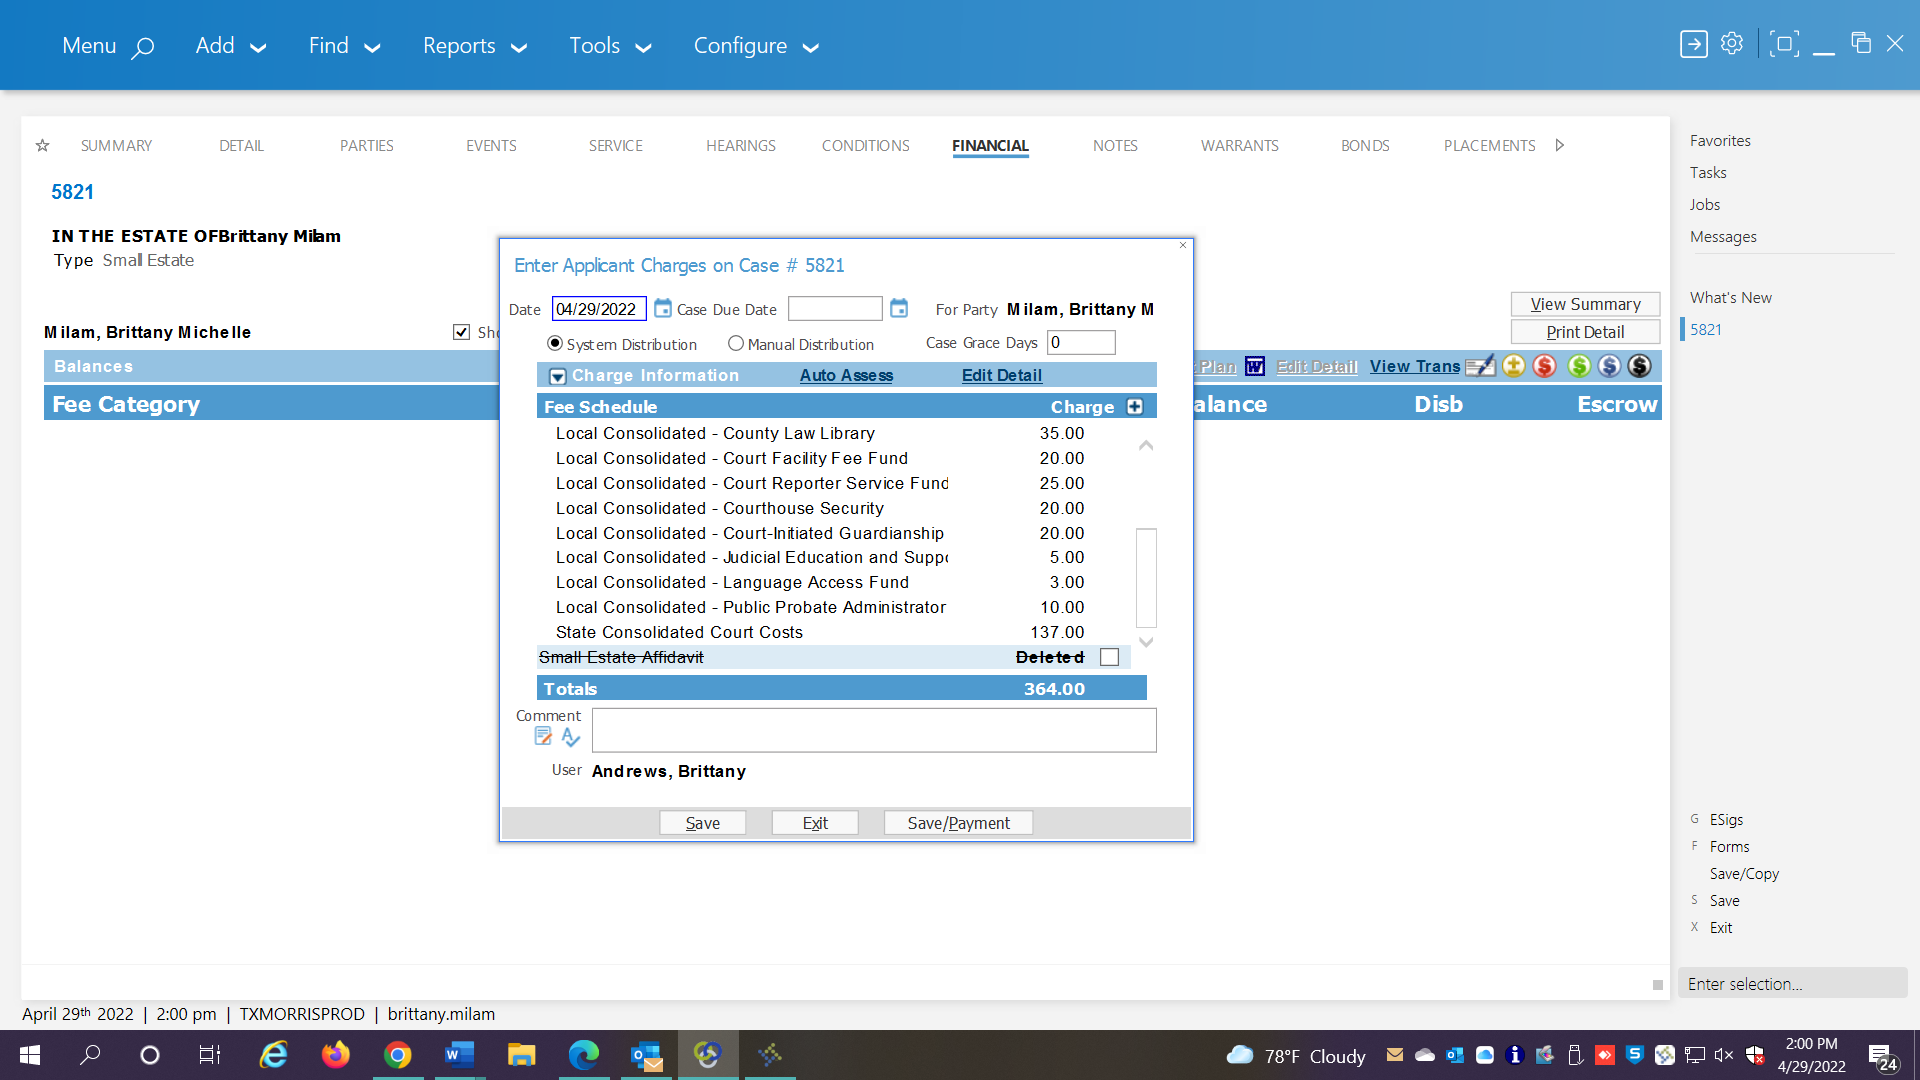 Menu Add Find Reports Tools Configure
SUMMARY DETAIL PARTIES EVENTS SERVICE HEARINGS CONDITIONS FINANCIAL NOTES WARRANTS BONDS PLACEMENTS
5821
IN THE ESTATE OFBrittany Milam
Type Small Estate
Milam, Brittany Michelle
Sho
View Summary
Print Detail
Balances
Plan Edit Detail View Trans
Fee Category
alance Disb Escrow
Enter Applicant Charges on Case # 5821
Date 04/29/2022 Case Due Date For Party Milam, Brittany M
System Distribution Manual Distribution Case Grace Days 0
Charge Information Auto Assess Edit Detail
Fee Schedule Charge
Local Consolidated - County Law Library 35.00
Local Consolidated - Court Facility Fee Fund 20.00
Local Consolidated - Court Reporter Service Fund 25.00
Local Consolidated - Courthouse Security 20.00
Local Consolidated - Court-Initiated Guardianship 20.00
Local Consolidated - Judicial Education and Suppo 5.00
Local Consolidated - Language Access Fund 3.00
Local Consolidated - Public Probate Administrator 10.00
State Consolidated Court Costs 137.00
Small Estate Affidavit Deleted
Totals 364.00
Comment
User Andrews, Brittany
Save Exit Save/Payment
Favorites
Tasks
Jobs
Messages
What's New
5821
G ESigs
F Forms
Save/Copy
S Save
X Exit
Enter selection...
April 29th 2022 | 2:00 pm | TXMORRISPROD | brittany.milam
78°F Cloudy
2:00 PM
4/29/2022
24